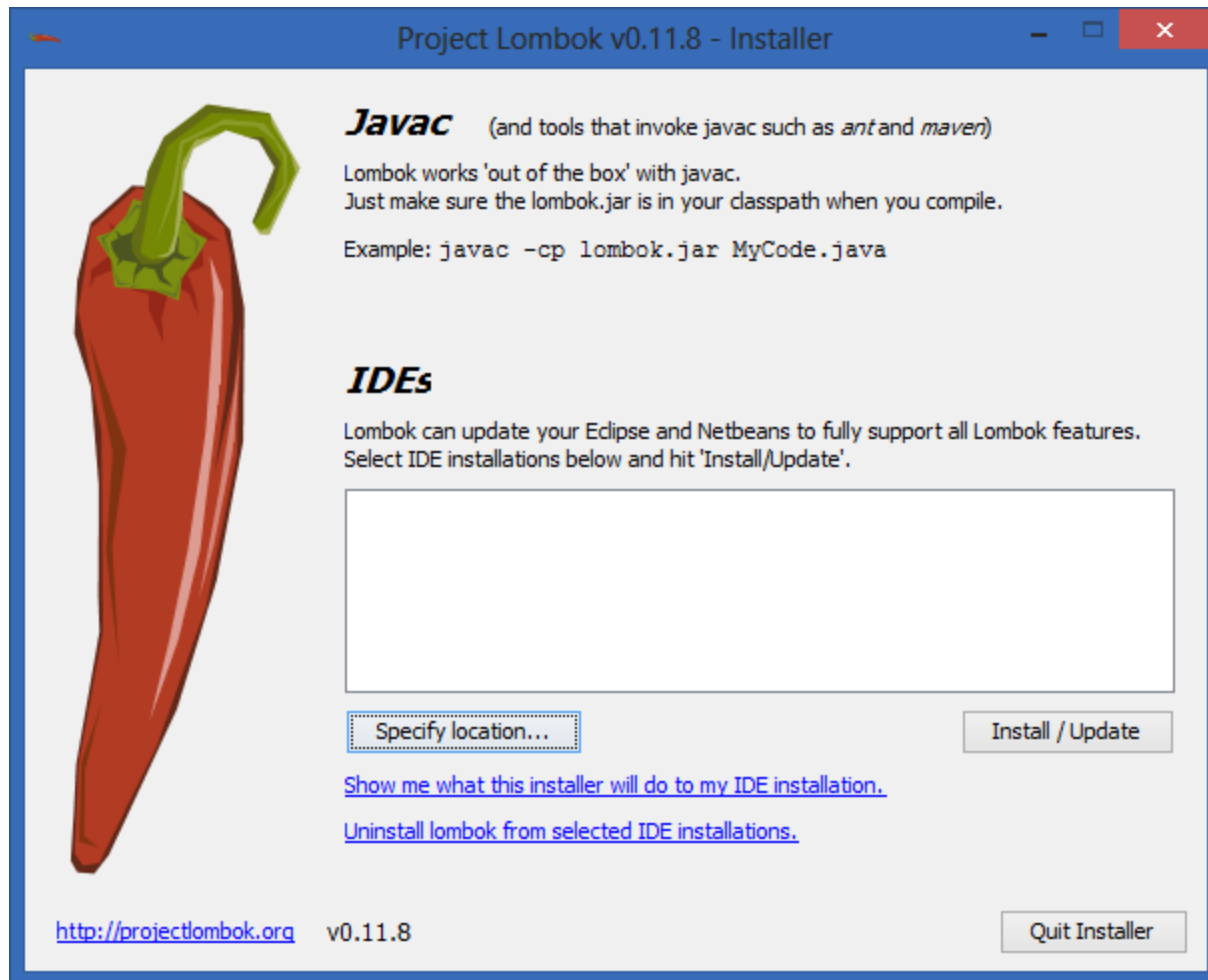 Project Lombok v0.11.8 - Installer
Javac (and tools that invoke javac such as ant and maven)
Lombok works 'out of the box' with javac.
Just make sure the lombok.jar is in your classpath when you compile.
Example: javac -cp lombok.jar MyCode.java
IDEs
Lombok can update your Eclipse and Netbeans to fully support all Lombok features.
Select IDE installations below and hit 'Install/Update'.
Specify location... Install / Update
Show me what this installer will do to my IDE installation.
Uninstall lombok from selected IDE installations.
http://projectlombok.org v0.11.8 Quit Installer